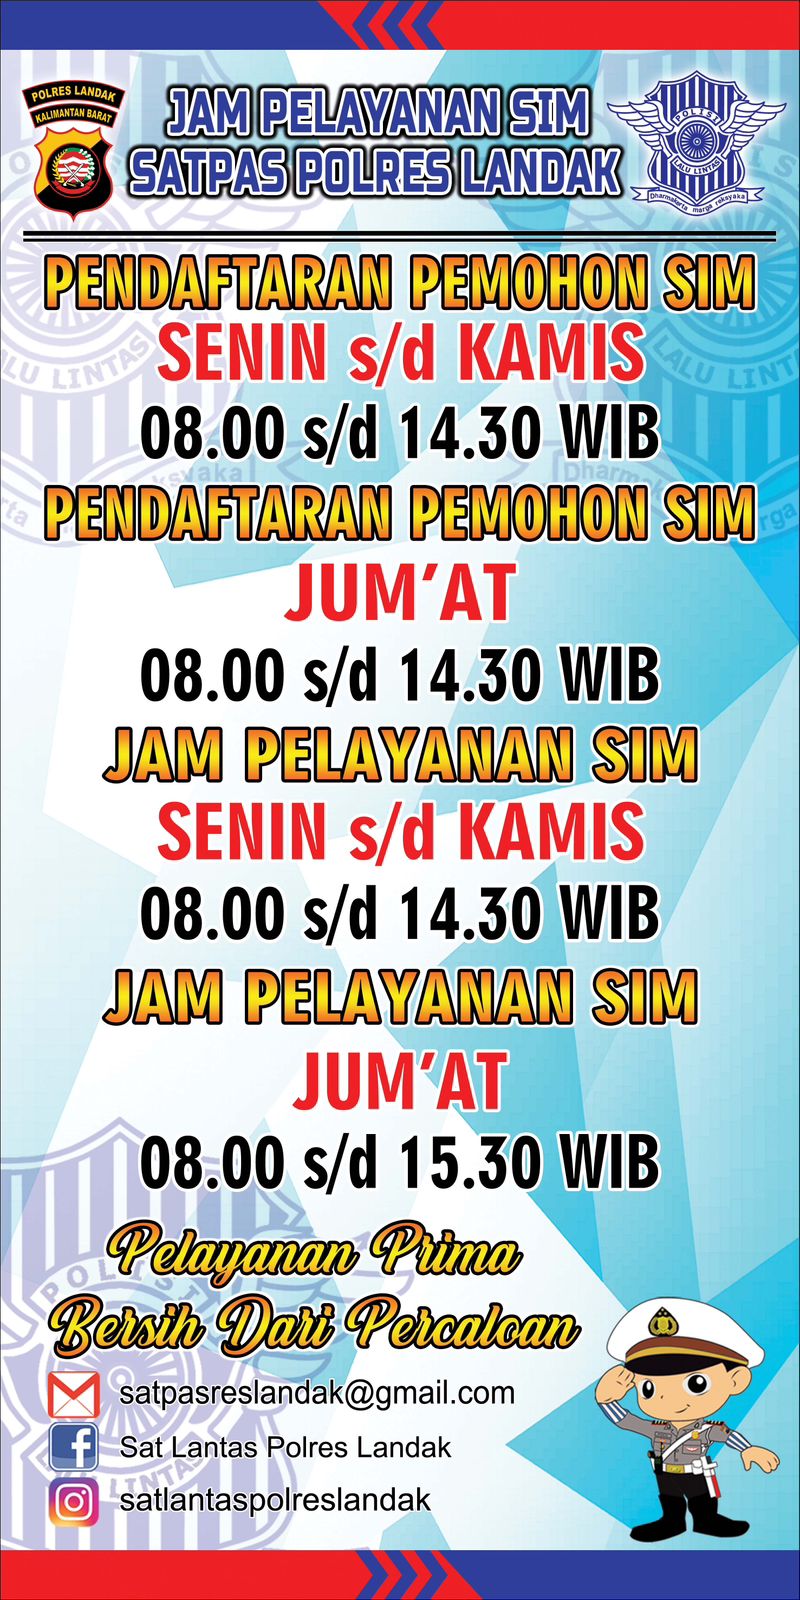 POLRES LANDAK
KALIMANTAN BARAT
JAM PELAYANAN SIM
SATPAS POLRES LANDAK
POLISI
LALU LINTAS
Dharmakerta marga reksyaka
PENDAFTARAN PEMOHON SIM
SENIN s/d KAMIS
08.00 s/d 14.30 WIB
PENDAFTARAN PEMOHON SIM
JUM'AT
08.00 s/d 14.30 WIB
JAM PELAYANAN SIM
SENIN s/d KAMIS
08.00 s/d 14.30 WIB
JAM PELAYANAN SIM
JUM'AT
08.00 s/d 15.30 WIB
Pelayanan Prima
Bersih Dari Percaloan
satpasreslandak@gmail.com
Sat Lantas Polres Landak
satlantaspolreslandak